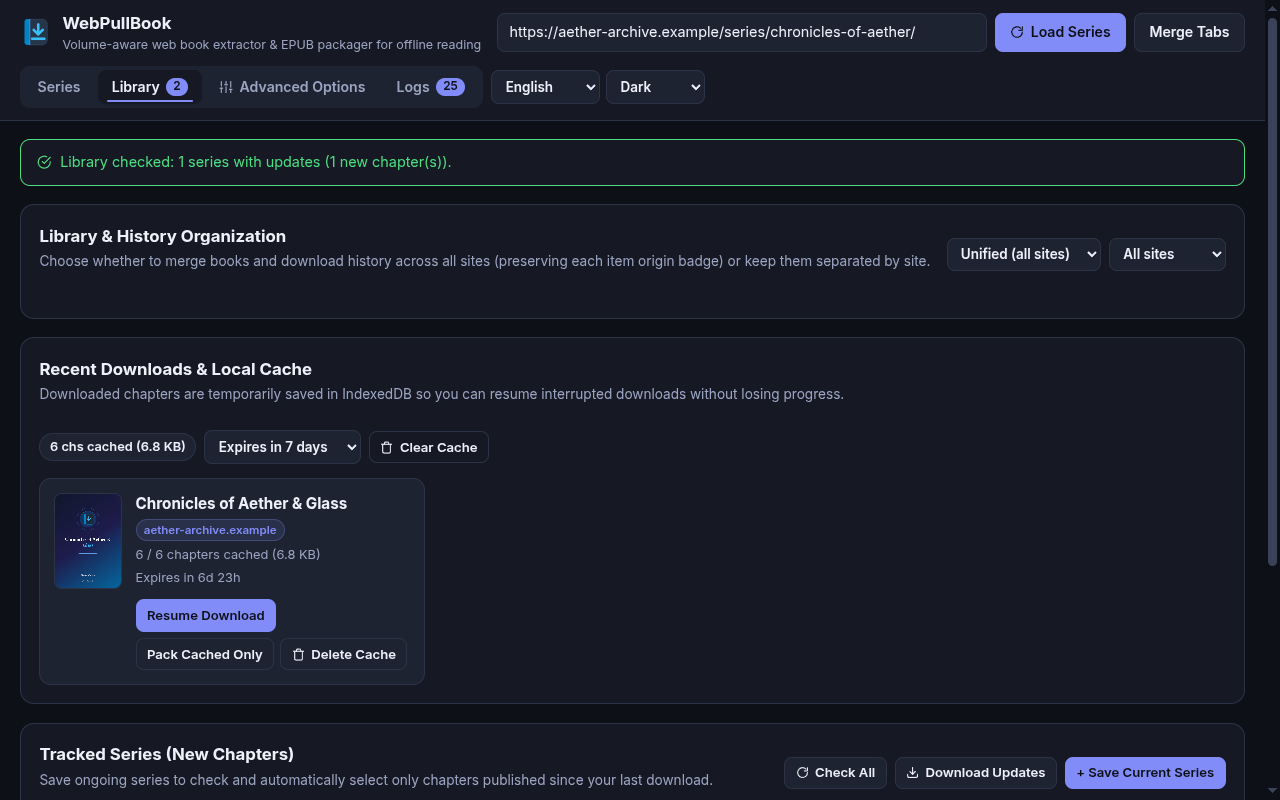 WebPullBook
Volume-aware web book extractor & EPUB packager for offline reading
https://aether-archive.example/series/chronicles-of-aether/
Load Series
Merge Tabs
Series
Library 2
Advanced Options
Logs 25
English
Dark
Library checked: 1 series with updates (1 new chapter(s)).
Library & History Organization
Choose whether to merge books and download history across all sites (preserving each item origin badge) or keep them separated by site.
Unified (all sites)
All sites
Recent Downloads & Local Cache
Downloaded chapters are temporarily saved in IndexedDB so you can resume interrupted downloads without losing progress.
6 chs cached (6.8 KB)
Expires in 7 days
Clear Cache
Chronicles of Aether & Glass
aether-archive.example
6 / 6 chapters cached (6.8 KB)
Expires in 6d 23h
Resume Download
Pack Cached Only
Delete Cache
Tracked Series (New Chapters)
Save ongoing series to check and automatically select only chapters published since your last download.
Check All
Download Updates
+ Save Current Series